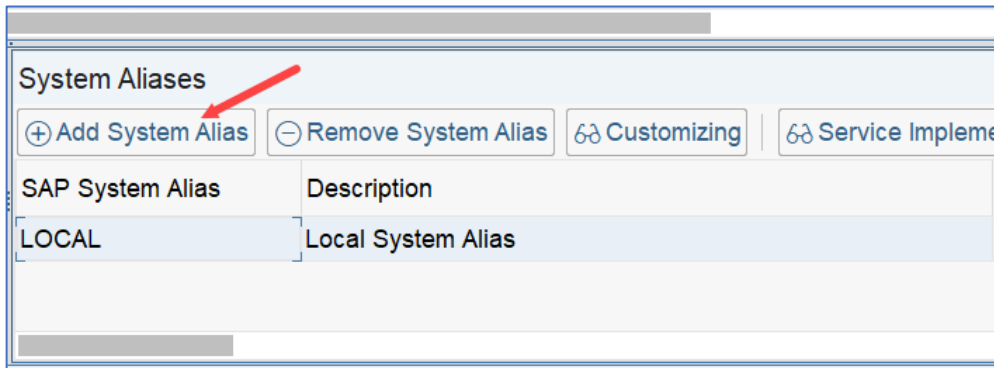 System Aliases
Add System Alias Remove System Alias Customizing Service Impleme
SAP System Alias Description
LOCAL Local System Alias